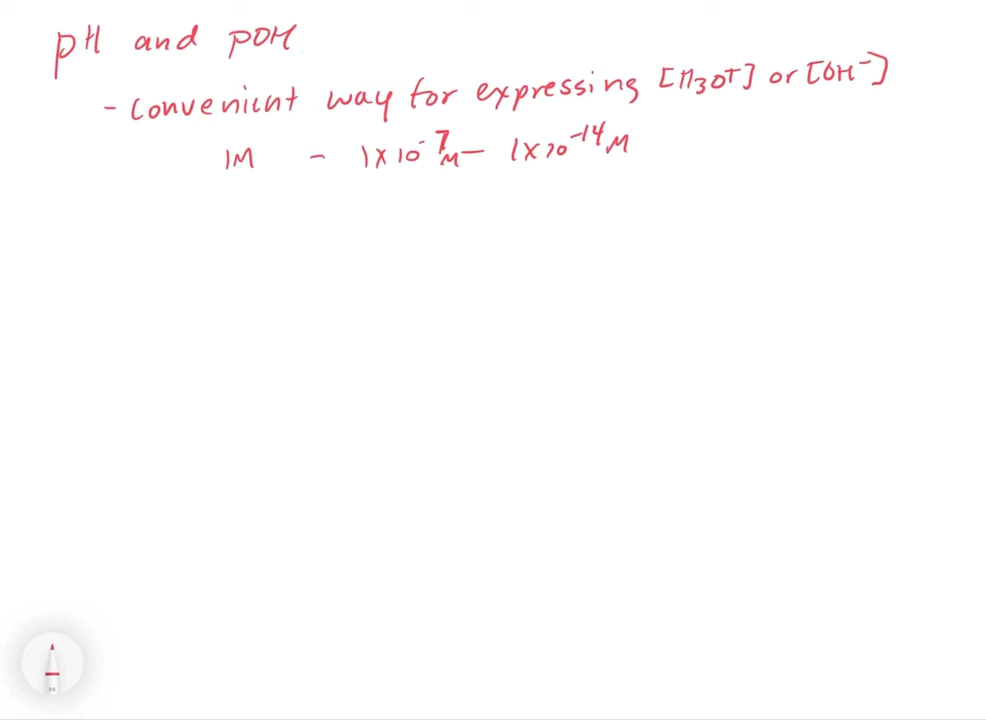 pH and pOH
- convenient way for expressing [H₃O⁺] or [OH⁻]
1M - 1 x 10⁻⁷ M - 1 x 10⁻¹⁴ M